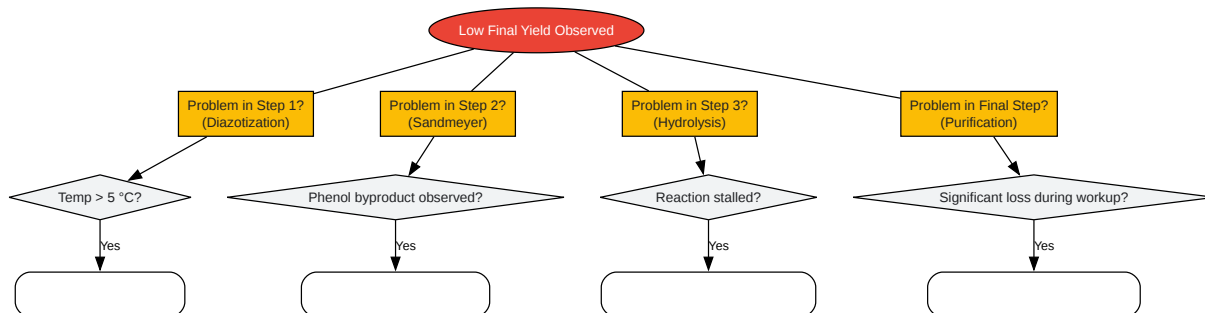 Low Final Yield Observed
Problem in Step 1?
(Diazotization)
Problem in Step 2?
(Sandmeyer)
Problem in Step 3?
(Hydrolysis)
Problem in Final Step?
(Purification)
Temp > 5 °C?
Phenol byproduct observed?
Reaction stalled?
Significant loss during workup?
Yes
Yes
Yes
Yes